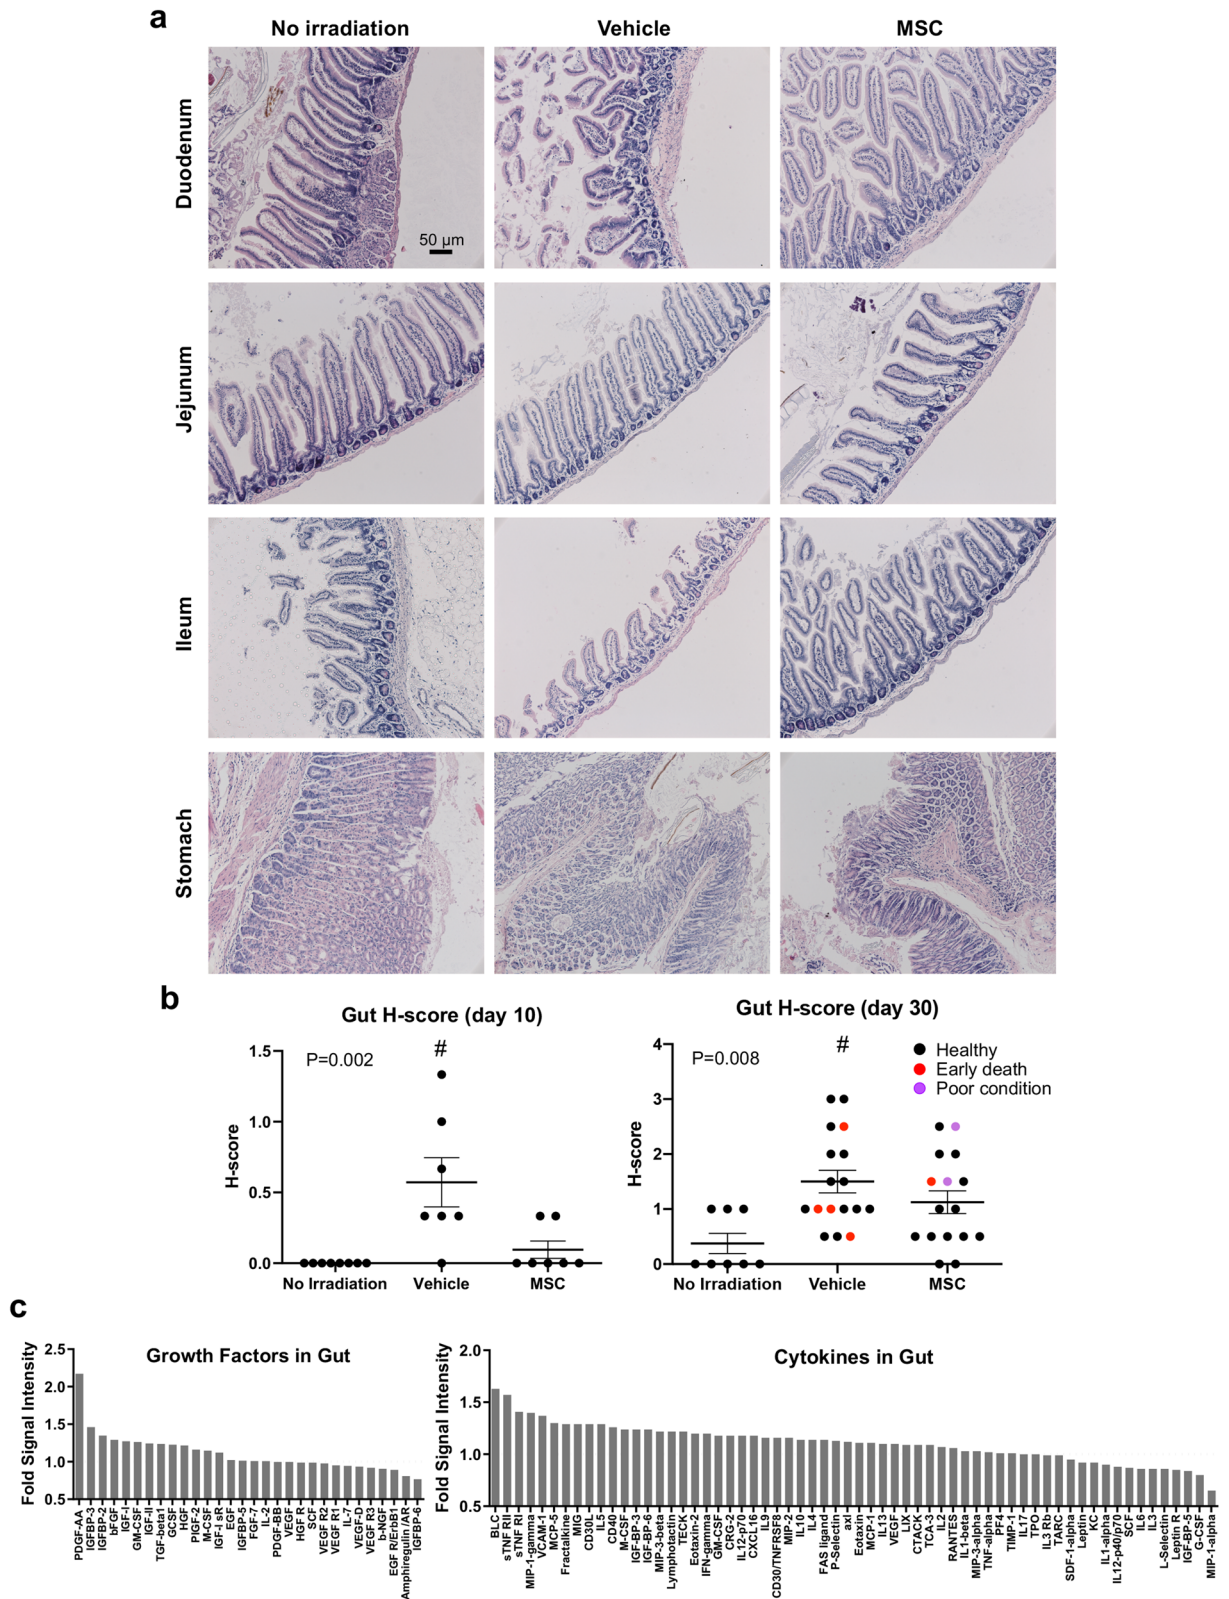 a
No irradiation
Vehicle
MSC
Duodenum
50 µm
Jejunum
Ileum
Stomach
b
Gut H-score (day 10)
H-score
1.5
1.0
0.5
0.0
P=0.002
#
No Irradiation
Vehicle
MSC
Gut H-score (day 30)
H-score
4
3
2
1
0
P=0.008
#
Healthy
Early death
Poor condition
No Irradiation
Vehicle
MSC
c
Growth Factors in Gut
Fold Signal Intensity
2.5
2.0
1.5
1.0
0.5
PDGF-AA
IGFBP-3
IGFBP-2
bFGF
IGF-I
GM-CSF
IGF-II
TGF-beta1
GCSF
HGF
PIGF-2
M-CSF
IGF-I sR
EGF
IGFBP-5
FGF-7
IL-2
PDGF-BB
VEGF
HGF R
SCF
VEGF R2
VEGF R1
IL-7
VEGF-D
VEGF R3
b-NGF
EGF R/ErbB1
Amphiregulin /AR
IGFBP-6
Cytokines in Gut
Fold Signal Intensity
2.0
1.5
1.0
0.5
BLC
sTNFRII
sTNF RI
MIP-1-gamma
VCAM-1
MCP-5
Fractalkine
MIG
CD30L
IL5
CD40
M-CSF
IGF-BP-3
IGF-BP-6
MIP-3-beta
Lymphotactin
TECK
Eotaxin-2
IFN-gamma
GM-CSF
CRG-2
IL12-p70
CXCL16
IL9
CD30/TNFRSF8
MIP-2
IL10
IL4
FAS ligand
P-Selectin
axl
Eotaxin
MCP-1
IL13
VEGF
LIX
CTACK
TCA-3
IL2
RANTES
IL1-beta
MIP-3-alpha
TNF-alpha
PF4
TIMP-1
IL17
TPO
IL3 Rb
TARC
SDF-1-alpha
Leptin
KC
IL1-alpha
IL12-p40/p70
SCF
IL6
IL3
L-Selectin
Leptin R
IGF-BP-5
G-CSF
MIP-1-alpha